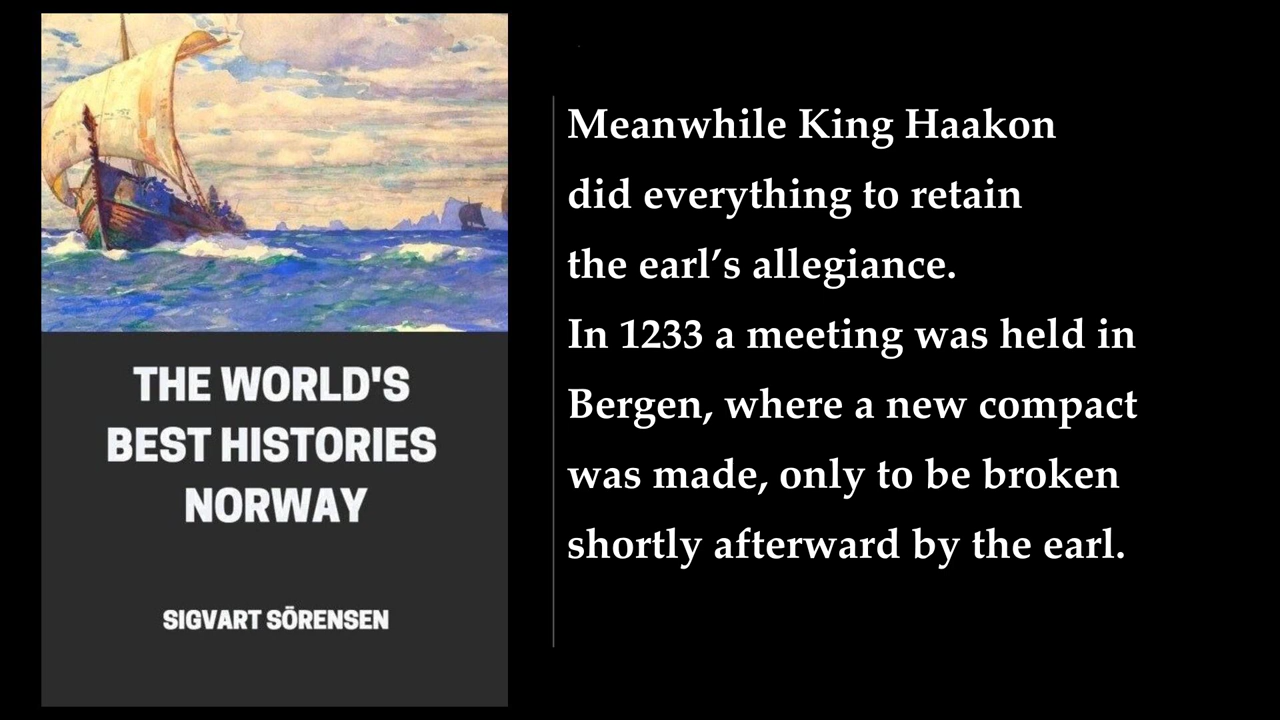 THE WORLD'S
BEST HISTORIES
NORWAY
SIGVART SÖRENSEN
Meanwhile King Haakon
did everything to retain
the earl’s allegiance.
In 1233 a meeting was held in
Bergen, where a new compact
was made, only to be broken
shortly afterward by the earl.